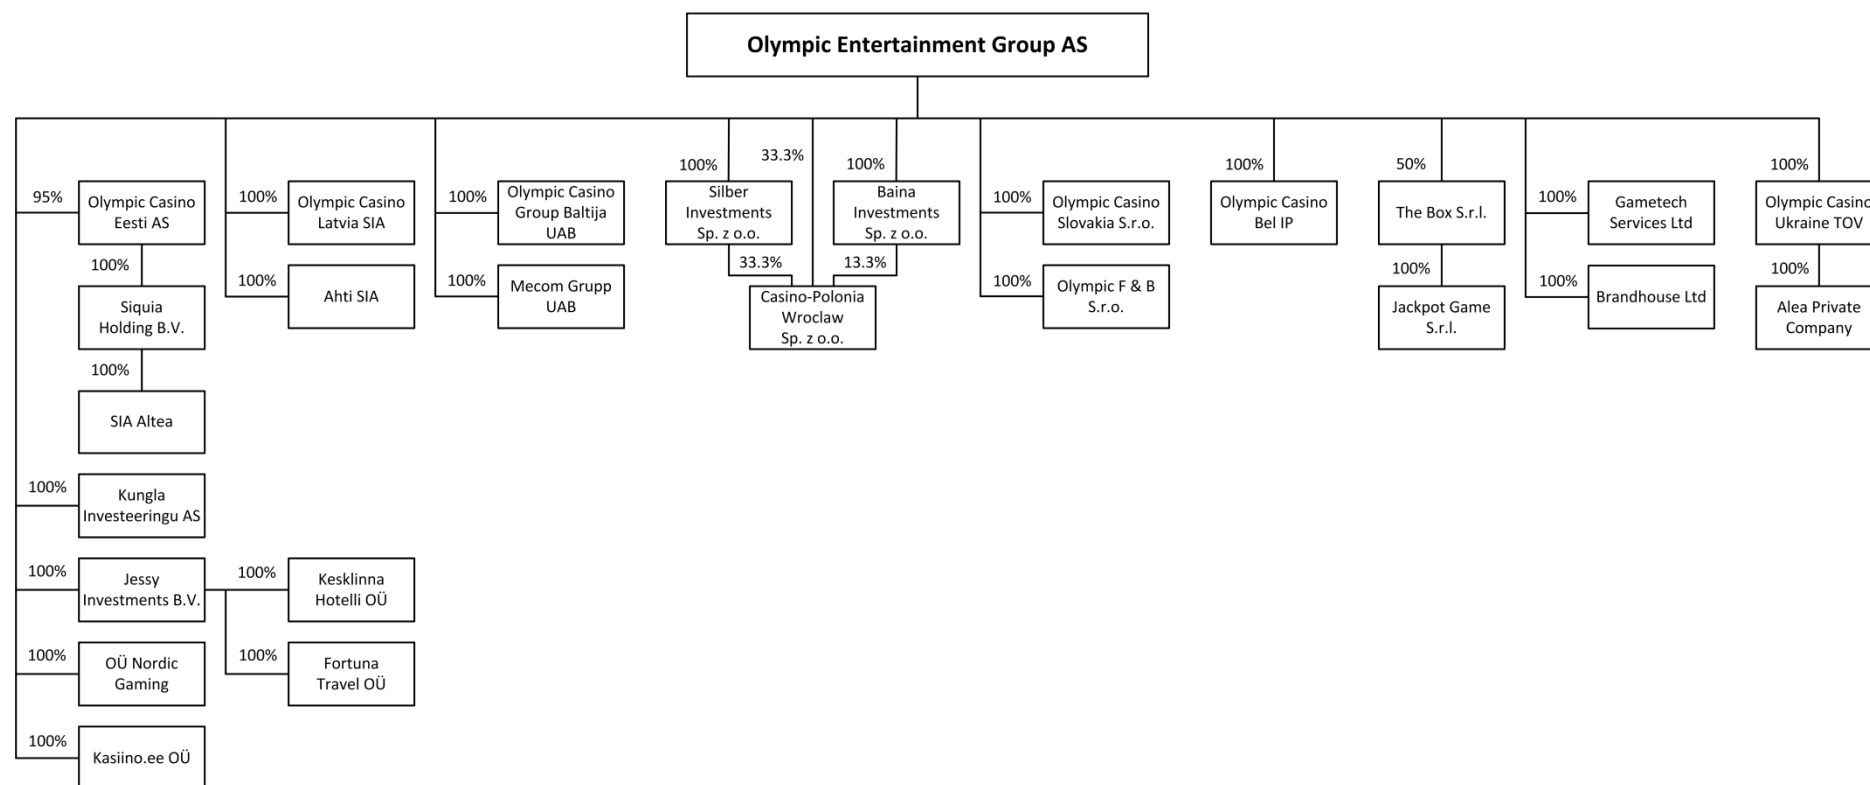 Olympic Entertainment Group AS
95%
Olympic Casino
Eesti AS
100%
Siquia
Holding B.V.
100%
SIA Altea
100%
Kungla
Investeeringu AS
100%
Jessy
Investments B.V.
100%
Kesklinna
Hotelli OÜ
100%
Fortuna
Travel OÜ
100%
OÜ Nordic
Gaming
100%
Kasiino.ee OÜ
100%
Olympic Casino
Latvia SIA
100%
Ahti SIA
100%
Olympic Casino
Group Baltija
UAB
100%
Mecom Grupp
UAB
100%
Silber
Investments
Sp. z o.o.
33.3%
33.3%
100%
Baina
Investments
Sp. z o.o.
13.3%
Casino-Polonia
Wroclaw
Sp. z o.o.
100%
Olympic Casino
Slovakia S.r.o.
100%
Olympic F & B
S.r.o.
100%
Olympic Casino
Bel IP
50%
The Box S.r.l.
100%
Jackpot Game
S.r.l.
100%
Gametech
Services Ltd
100%
Brandhouse Ltd
100%
Olympic Casino
Ukraine TOV
100%
Alea Private
Company